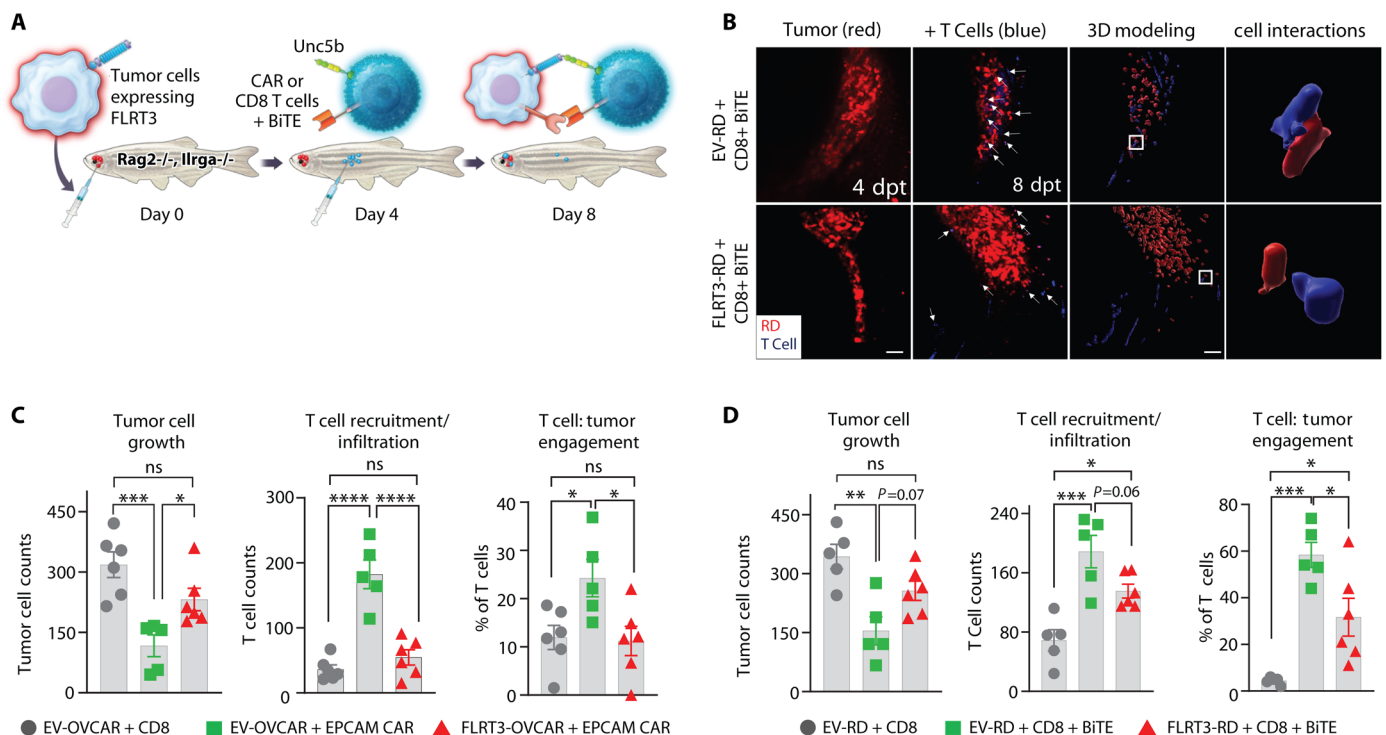 A
Unc5b
Tumor cells
expressing
FLRT3
CAR or
CD8 T cells
+ BiTE
Rag2-/-, Ilrga-/-
Day 0
Day 4
Day 8
B
Tumor (red)
+ T Cells (blue)
3D modeling
cell interactions
EV-RD +
CD8+ BiTE
4 dpt
8 dpt
FLRT3-RD +
CD8+ BiTE
RD
T Cell
C
Tumor cell
growth
ns
***
*
Tumor cell counts
450
300
150
0
T cell recruitment/
infiltration
ns
****
****
T cell counts
300
200
100
0
T cell: tumor
engagement
ns
*
*
% of T cells
40
30
20
10
0
EV-OVCAR + CD8
EV-OVCAR + EPCAM CAR
FLRT3-OVCAR + EPCAM CAR
D
Tumor cell
growth
ns
**
P=0.07
Tumor cell counts
450
300
150
0
T cell recruitment/
infiltration
*
***
P=0.06
T Cell counts
240
160
80
0
T cell: tumor
engagement
*
***
*
% of T cells
80
60
40
20
0
EV-RD + CD8
EV-RD + CD8 + BiTE
FLRT3-RD + CD8 + BiTE